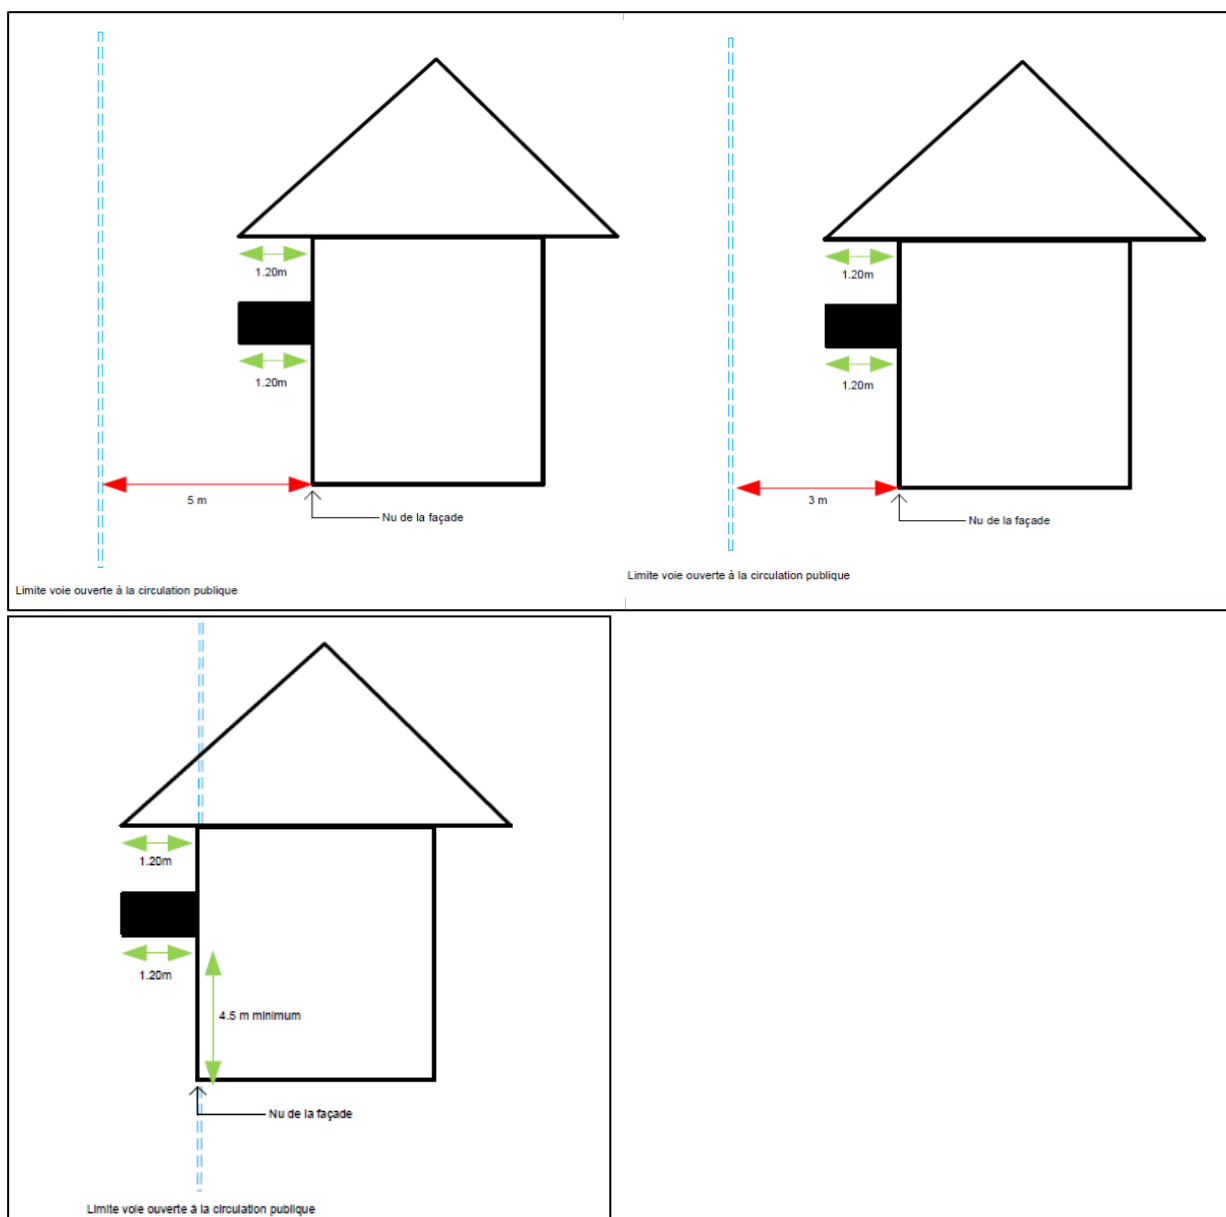 1.20m
1.20m
5 m
Nu de la façade
Limite voie ouverte à la circulation publique
1.20m
1.20m
3 m
Nu de la façade
Limite voie ouverte à la circulation publique
1.20m
1.20m
4.5 m minimum
Nu de la façade
Limite voie ouverte à la circulation publique